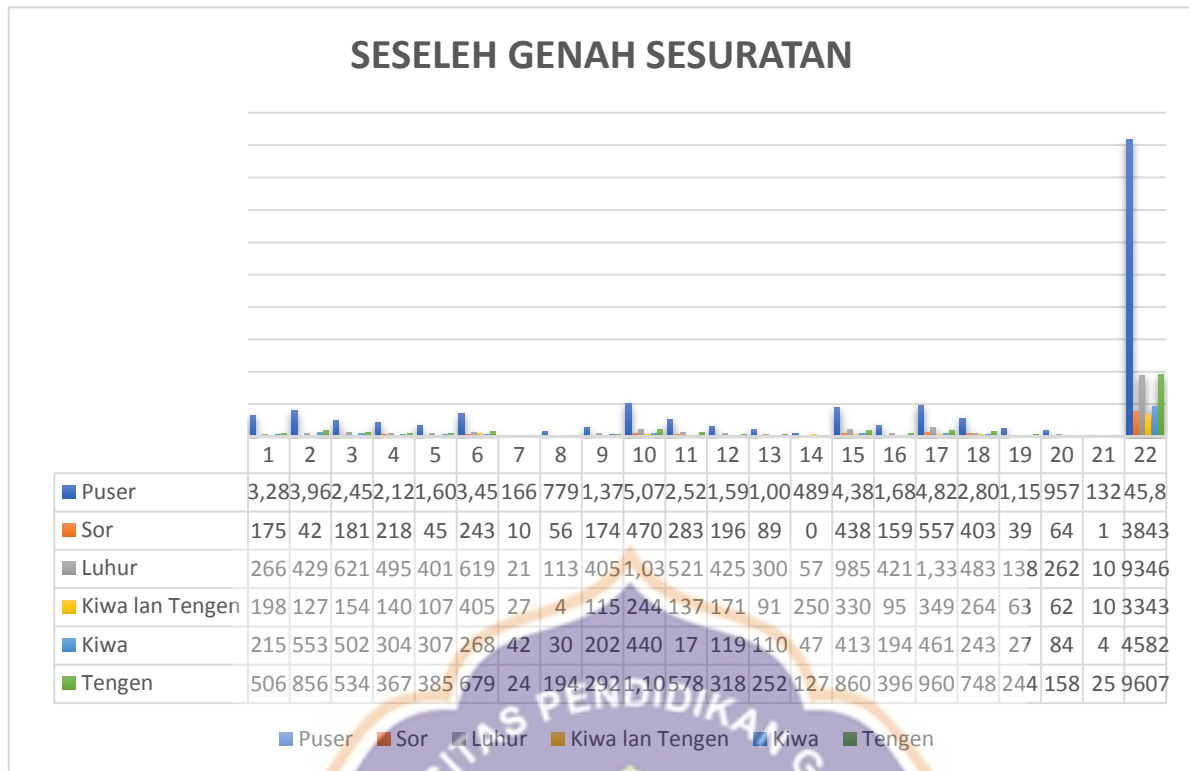 SESELEH GENAH SESURATAN
1 2 3 4 5 6 7 8 9 10 11 12 13 14 15 16 17 18 19 20 21 22
Puser 3,28 3,96 2,45 2,12 1,60 3,45 166 779 1,37 5,07 2,52 1,59 1,00 489 4,38 1,68 4,82 2,80 1,15 957 132 45,8
Sor 175 42 181 218 45 243 10 56 174 470 283 196 89 0 438 159 557 403 39 64 1 3843
Luhur 266 429 621 495 401 619 21 113 405 1,03 521 425 300 57 985 421 1,33 483 138 262 10 9346
Kiwa lan Tengen 198 127 154 140 107 405 27 4 115 244 137 171 91 250 330 95 349 264 63 62 10 3343
Kiwa 215 553 502 304 307 268 42 30 202 440 17 119 110 47 413 194 461 243 27 84 4 4582
Tengen 506 856 534 367 385 679 24 194 292 1,10 578 318 252 127 860 396 960 748 244 158 25 9607
Puser Sor Luhur Kiwa lan Tengen Kiwa Tengen
PENDIDIKAN